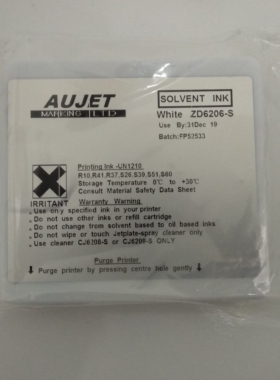 AUJET
MARKING LTD
SOLVENT INK
White ZD6206-S
Use By:31Dec 19
Batch:FP53533
Printing Ink -UN1210
R10,R41,R37,S26,S39,S51,S60
Storage Temperature 0°C to +30°C
Consult Material Safety Data Sheet
IRRITANT
Warranty Warning
. Use only specified ink in your printer
. Do not use other inks or refill cartridge
. Do not change from solvent based to oil based inks
. Do not wipe or touch Jetplate-spray cleaner only
. Use cleaner CJ6208-S or CJ6206-S ONLY
Purge Printer
Purge printer by pressing centre hole gently